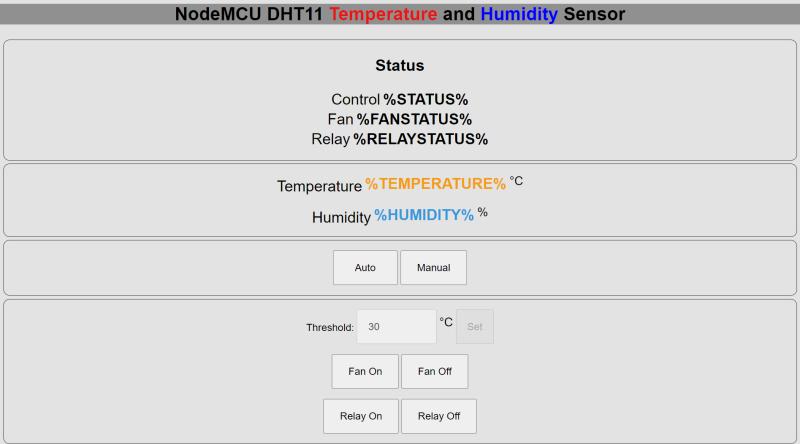 NodeMCU DHT11 Temperature and Humidity Sensor
Status
Control %STATUS%
Fan %FANSTATUS%
Relay %RELAYSTATUS%
Temperature %TEMPERATURE% °C
Humidity %HUMIDITY% %
Auto Manual
Threshold: 30 °C Set
Fan On Fan Off
Relay On Relay Off